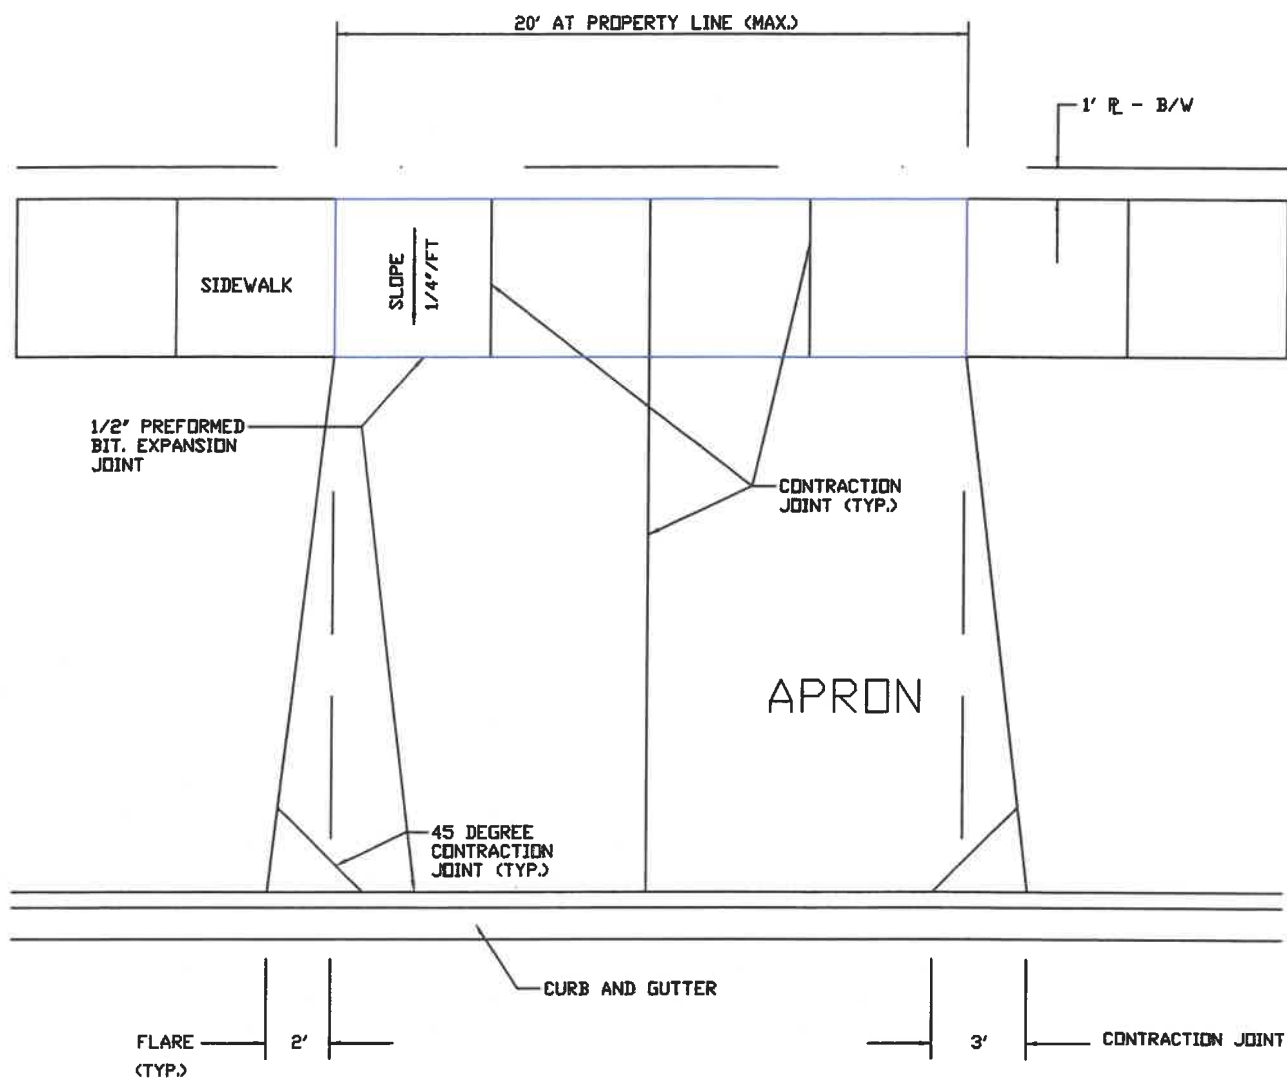 20' AT PROPERTY LINE (MAX.)
1' ⅊ - B/W
SIDEWALK
SLOPE
1/4"/FT
1/2" PREFORMED
BIT. EXPANSION
JOINT
CONTRACTION
JOINT (TYP.)
APRON
45 DEGREE
CONTRACTION
JOINT (TYP.)
CURB AND GUTTER
FLARE
(TYP.)
2'
3'
CONTRACTION JOINT